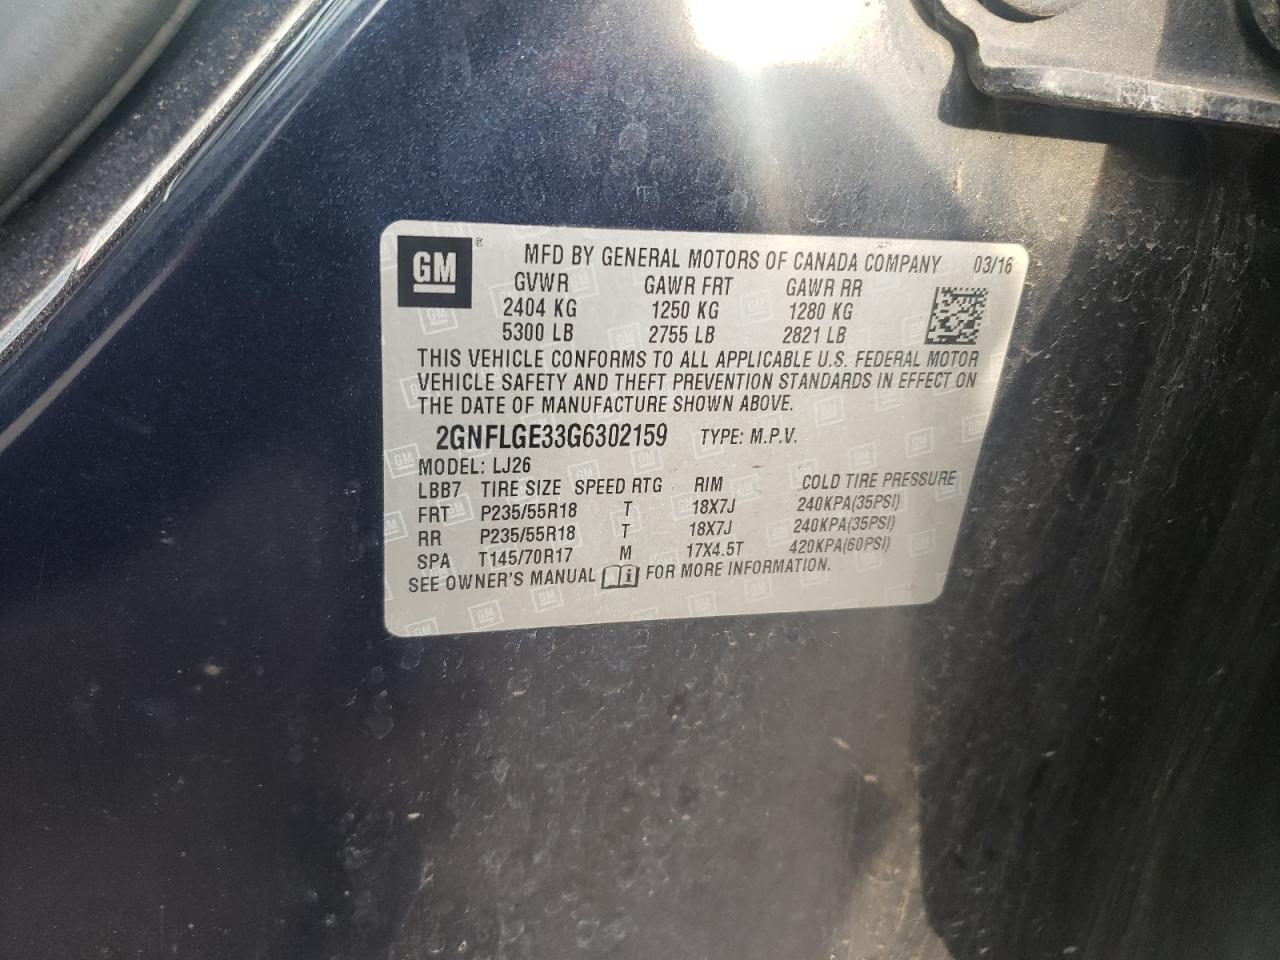 GM ® MFD BY GENERAL MOTORS OF CANADA COMPANY 03/16
GVWR GAWR FRT GAWR RR
2404 KG 1250 KG 1280 KG
5300 LB 2755 LB 2821 LB
THIS VEHICLE CONFORMS TO ALL APPLICABLE U.S. FEDERAL MOTOR
VEHICLE SAFETY AND THEFT PREVENTION STANDARDS IN EFFECT ON
THE DATE OF MANUFACTURE SHOWN ABOVE.
2GNFLGE33G6302159 TYPE: M.P.V.
MODEL: LJ26
LBB7 TIRE SIZE SPEED RTG RIM COLD TIRE PRESSURE
FRT P235/55R18 T 18X7J 240KPA(35PSI)
RR P235/55R18 T 18X7J 240KPA(35PSI)
SPA T145/70R17 M 17X4.5T 420KPA(60PSI)
SEE OWNER'S MANUAL FOR MORE INFORMATION.